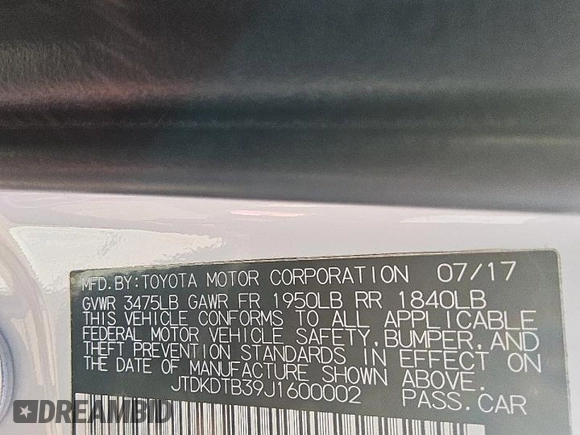 MFD. BY: TOYOTA MOTOR CORPORATION 07/17
GVWR 3475LB GAWR FR 1950LB RR 1840LB
THIS VEHICLE CONFORMS TO ALL APPLICABLE
FEDERAL MOTOR VEHICLE SAFETY, BUMPER, AND
THEFT PREVENTION STANDARDS IN EFFECT ON
THE DATE OF MANUFACTURE SHOWN ABOVE.
JTDKDTB39J1600002 PASS. CAR
DREAMBID